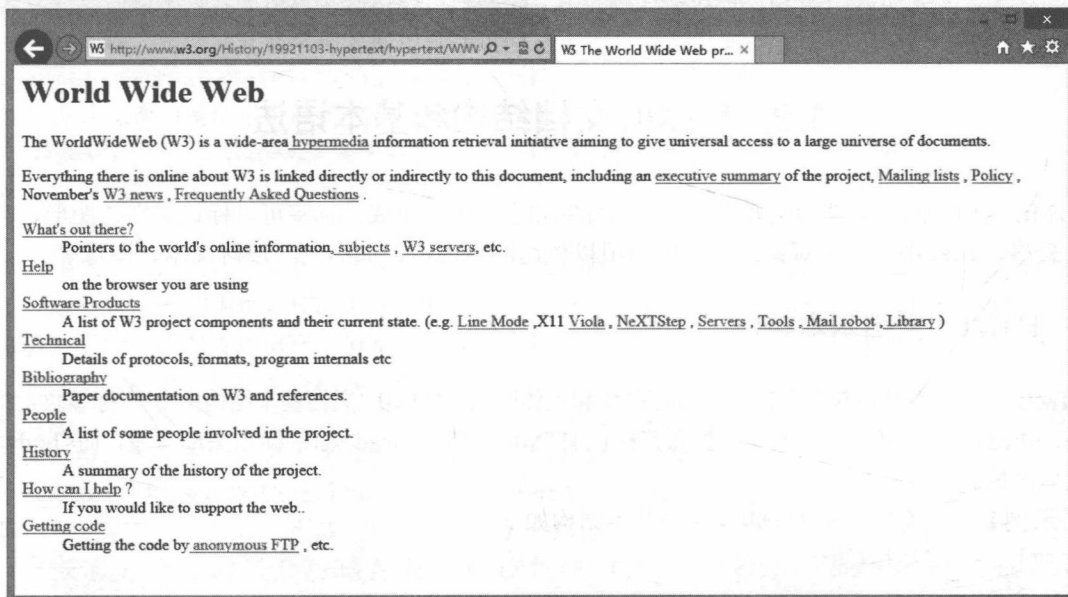 W3 http://www.w3.org/History/19921103-hypertext/hypertext/WWW W3 The World Wide Web pr... ×
World Wide Web
The WorldWideWeb (W3) is a wide-area hypermedia information retrieval initiative aiming to give universal access to a large universe of documents.
Everything there is online about W3 is linked directly or indirectly to this document, including an executive summary of the project, Mailing lists , Policy ,
November's W3 news , Frequently Asked Questions .
What's out there?
Pointers to the world's online information, subjects , W3 servers, etc.
Help
on the browser you are using
Software Products
A list of W3 project components and their current state. (e.g. Line Mode ,X11 Viola , NeXTStep , Servers , Tools , Mail robot , Library )
Technical
Details of protocols, formats, program internals etc
Bibliography
Paper documentation on W3 and references.
People
A list of some people involved in the project.
History
A summary of the history of the project.
How can I help ?
If you would like to support the web..
Getting code
Getting the code by anonymous FTP , etc.